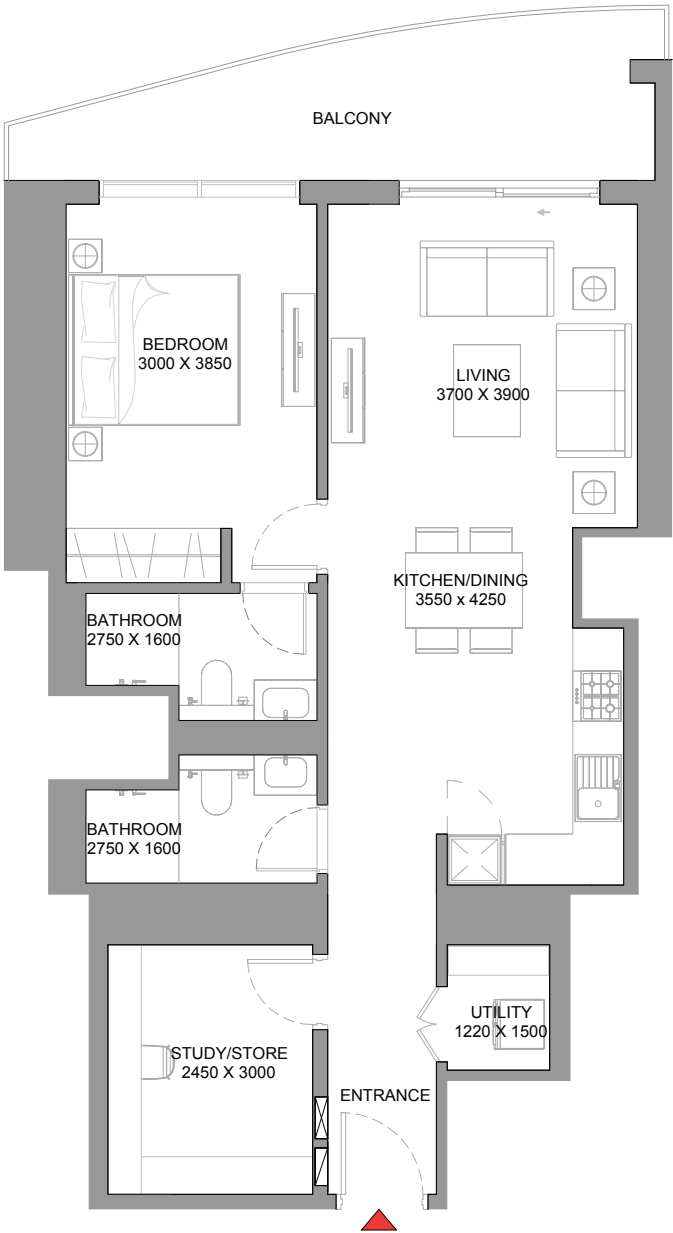 BALCONY
BEDROOM
3000 X 3850
LIVING
3700 X 3900
KITCHEN/DINING
3550 x 4250
BATHROOM
2750 X 1600
BATHROOM
2750 X 1600
UTILITY
1220 X 1500
STUDY/STORE
2450 X 3000
ENTRANCE